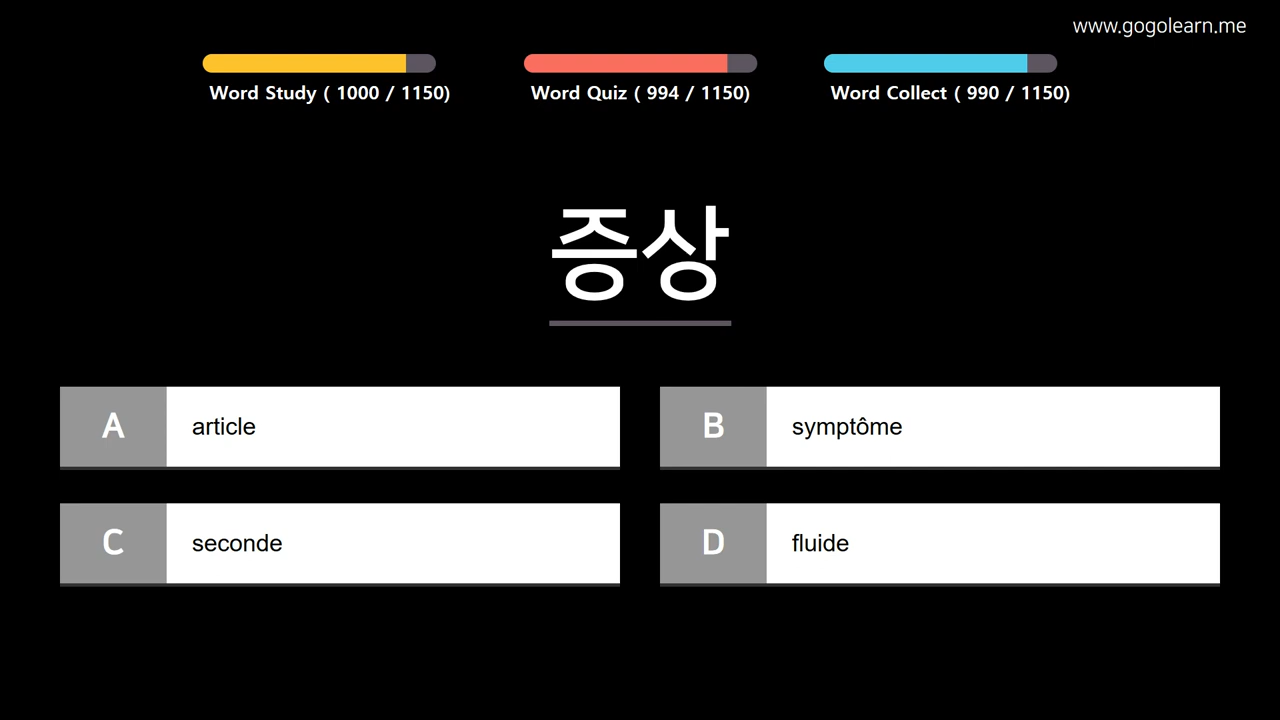 www.gogolearn.me
Word Study ( 1000 / 1150)
Word Quiz ( 994 / 1150)
Word Collect ( 990 / 1150)
증상
A article
B symptôme
C seconde
D fluide